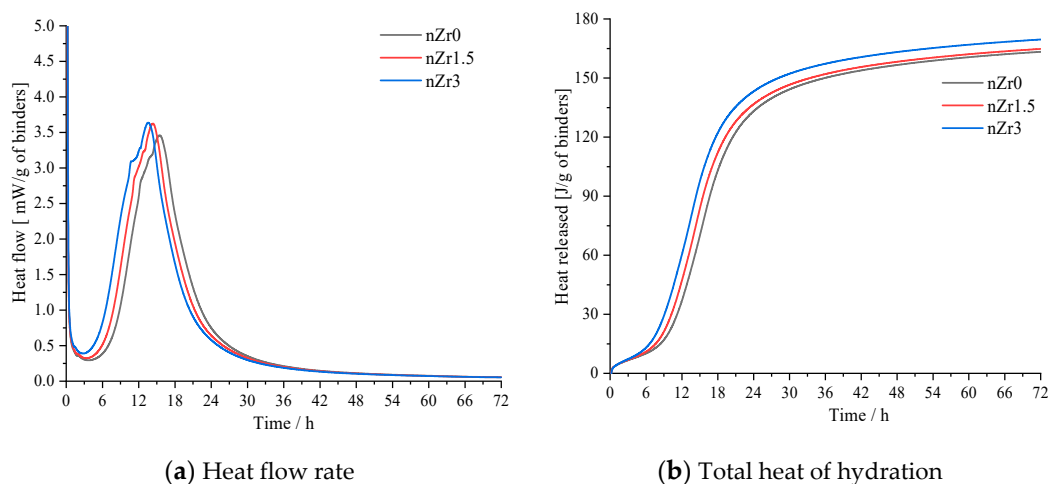 5.0
4.5
4.0
3.5
3.0
2.5
2.0
1.5
1.0
0.5
0.0
Heat flow [ mW/g of binders]
nZr0
nZr1.5
nZr3
0 6 12 18 24 30 36 42 48 54 60 66 72
Time / h
(a) Heat flow rate
180
150
120
90
60
30
0
Heat released [J/g of binders]
nZr0
nZr1.5
nZr3
0 6 12 18 24 30 36 42 48 54 60 66 72
Time / h
(b) Total heat of hydration